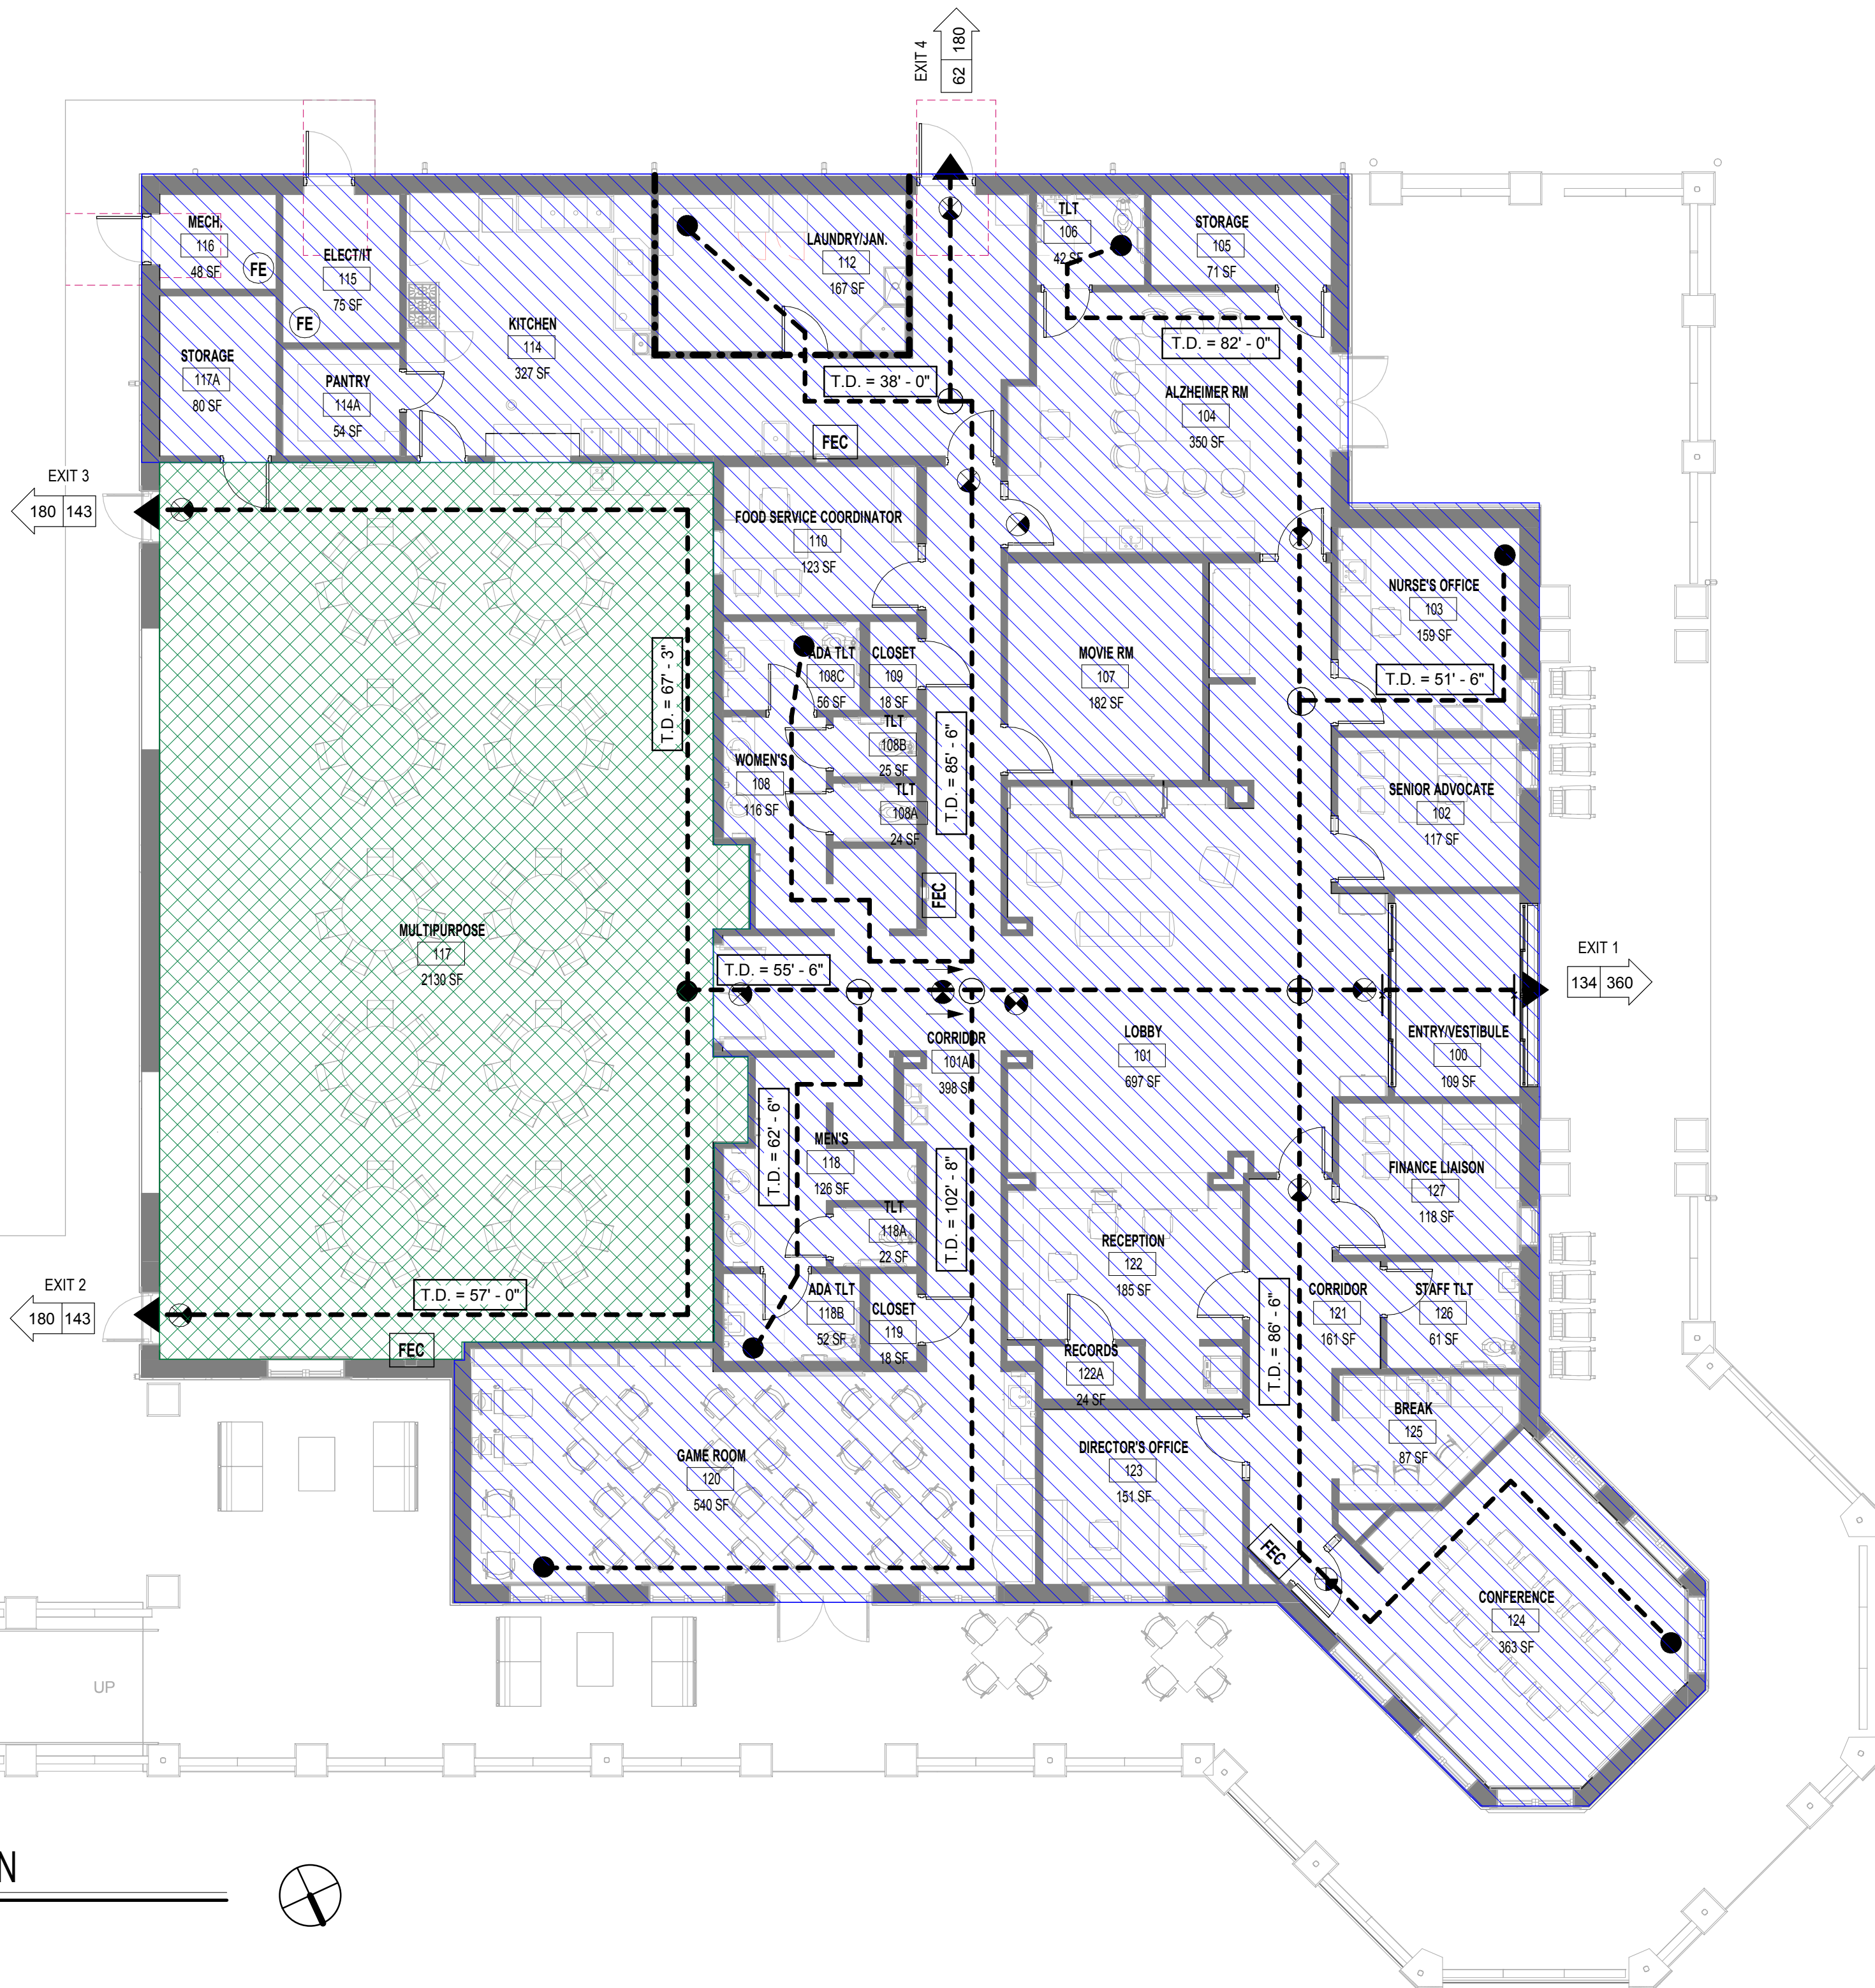 EXIT 4
62 180
MECH.
116
48 SF
FE
ELECT/IT
115
75 SF
FE
LAUNDRY/JAN.
112
167 SF
TLT
106
42 SF
STORAGE
105
71 SF
KITCHEN
114
327 SF
STORAGE
117A
80 SF
PANTRY
114A
54 SF
T.D. = 38' - 0"
T.D. = 82' - 0"
ALZHEIMER RM
104
350 SF
FEC
EXIT 3
180 143
FOOD SERVICE COORDINATOR
110
123 SF
NURSE'S OFFICE
103
159 SF
T.D. = 51' - 6"
T.D. = 67' - 3"
ADA TLT
108C
56 SF
CLOSET
109
18 SF
MOVIE RM
107
182 SF
TLT
108B
25 SF
T.D. = 85' - 6"
WOMEN'S
108
116 SF
TLT
108A
24 SF
SENIOR ADVOCATE
102
117 SF
FEC
MULTIPURPOSE
117
2130 SF
T.D. = 55' - 6"
EXIT 1
134 360
CORRIDOR
101A
398 SF
LOBBY
101
697 SF
ENTRY/VESTIBULE
100
109 SF
T.D. = 62' - 6"
MEN'S
118
126 SF
T.D. = 102' - 8"
FINANCE LIAISON
127
118 SF
TLT
118A
22 SF
RECEPTION
122
185 SF
EXIT 2
180 143
T.D. = 57' - 0"
ADA TLT
118B
52 SF
CLOSET
119
18 SF
T.D. = 86' - 6"
CORRIDOR
121
161 SF
STAFF TLT
126
61 SF
FEC
RECORDS
122A
24 SF
BREAK
125
87 SF
GAME ROOM
120
540 SF
DIRECTOR'S OFFICE
123
151 SF
FEC
CONFERENCE
124
363 SF
UP
N